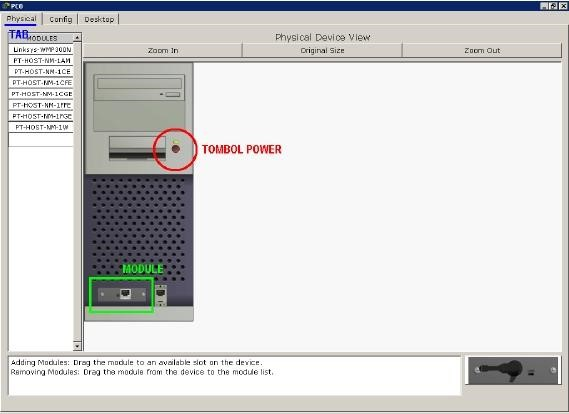 PC0
Physical Config Desktop
TAB
MODULES
Physical Device View
Zoom In Original Size Zoom Out
Linksys-WMP300N
PT-HOST-NM-1AM
PT-HOST-NM-1CE
PT-HOST-NM-1CFE
PT-HOST-NM-1CGE
PT-HOST-NM-1FFE
PT-HOST-NM-1FGE
PT-HOST-NM-1W
TOMBOL POWER
MODULE
Adding Modules: Drag the module to an available slot on the device.
Removing Modules: Drag the module from the device to the module list.